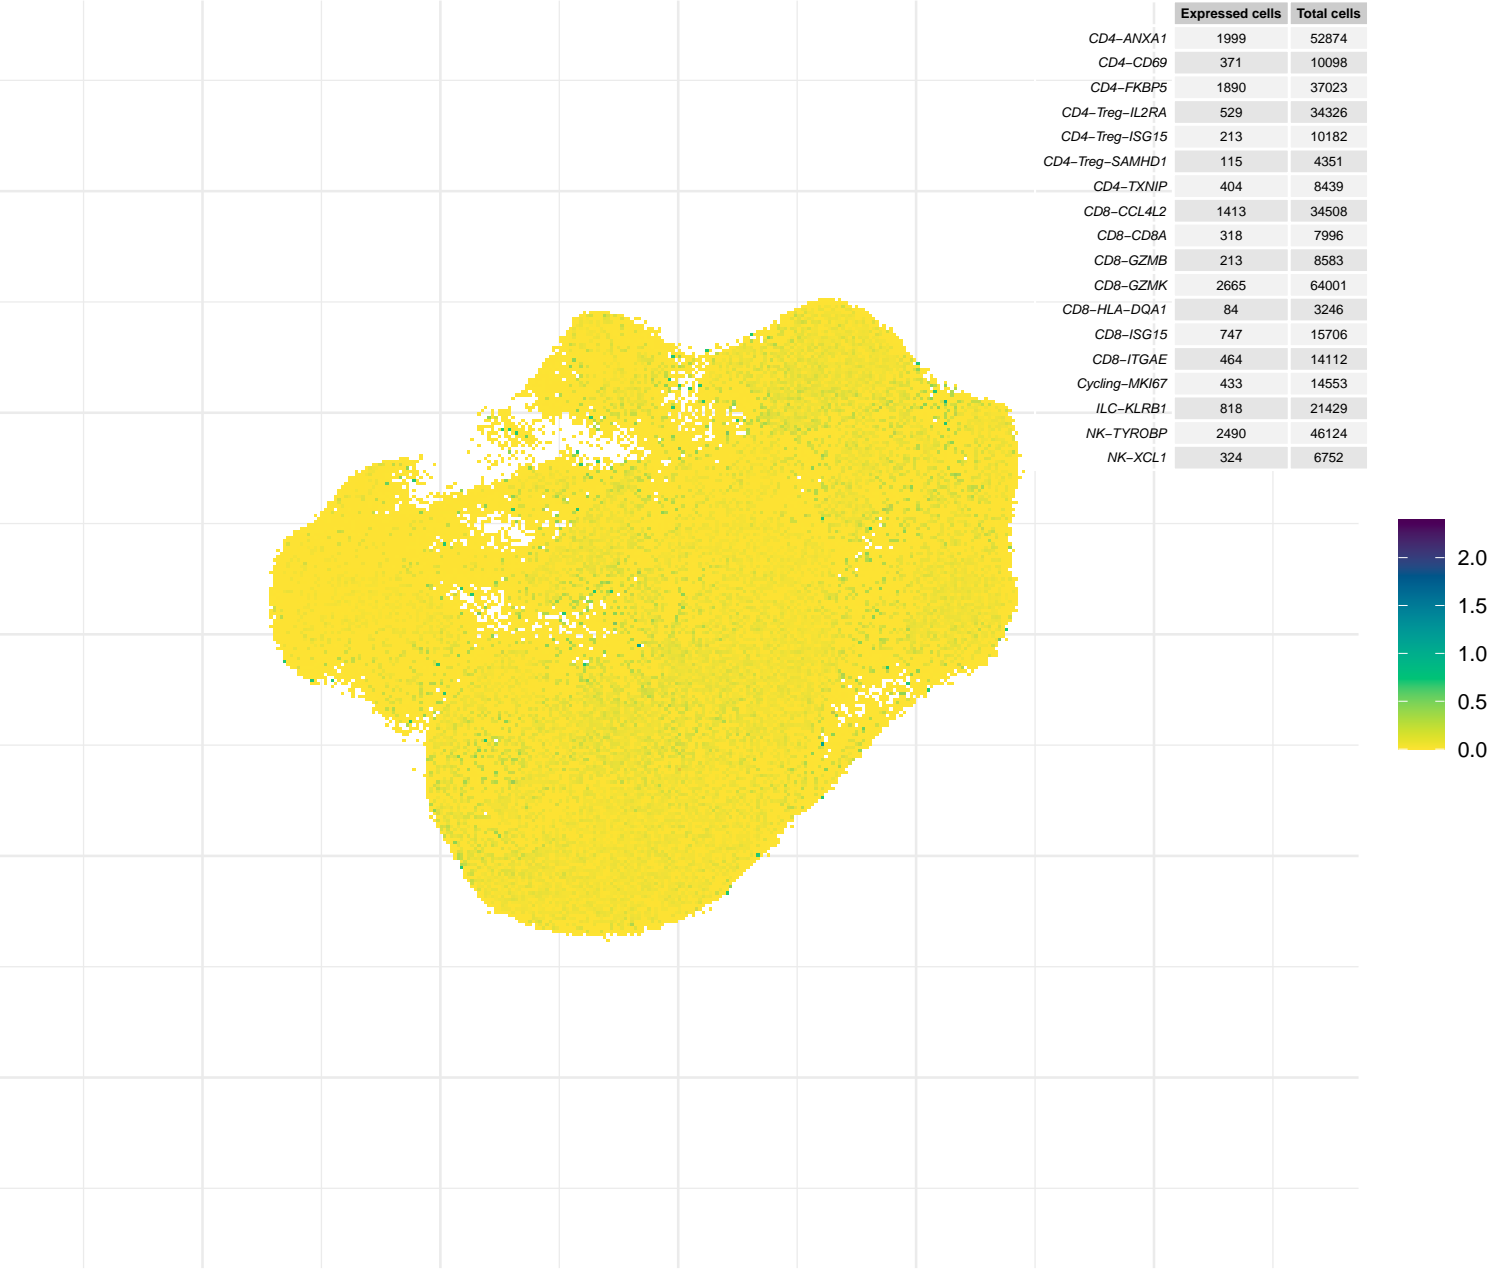 Expressed cells Total cells
CD4−ANXA1 1999 52874
CD4−CD69 371 10098
CD4−FKBP5 1890 37023
CD4−Treg−IL2RA 529 34326
CD4−Treg−ISG15 213 10182
CD4−Treg−SAMHD1 115 4351
CD4−TXNIP 404 8439
CD8−CCL4L2 1413 34508
CD8−CD8A 318 7996
CD8−GZMB 213 8583
CD8−GZMK 2665 64001
CD8−HLA−DQA1 84 3246
CD8−ISG15 747 15706
CD8−ITGAE 464 14112
Cycling−MKI67 433 14553
ILC−KLRB1 818 21429
NK−TYROBP 2490 46124
NK−XCL1 324 6752
2.0
1.5
1.0
0.5
0.0